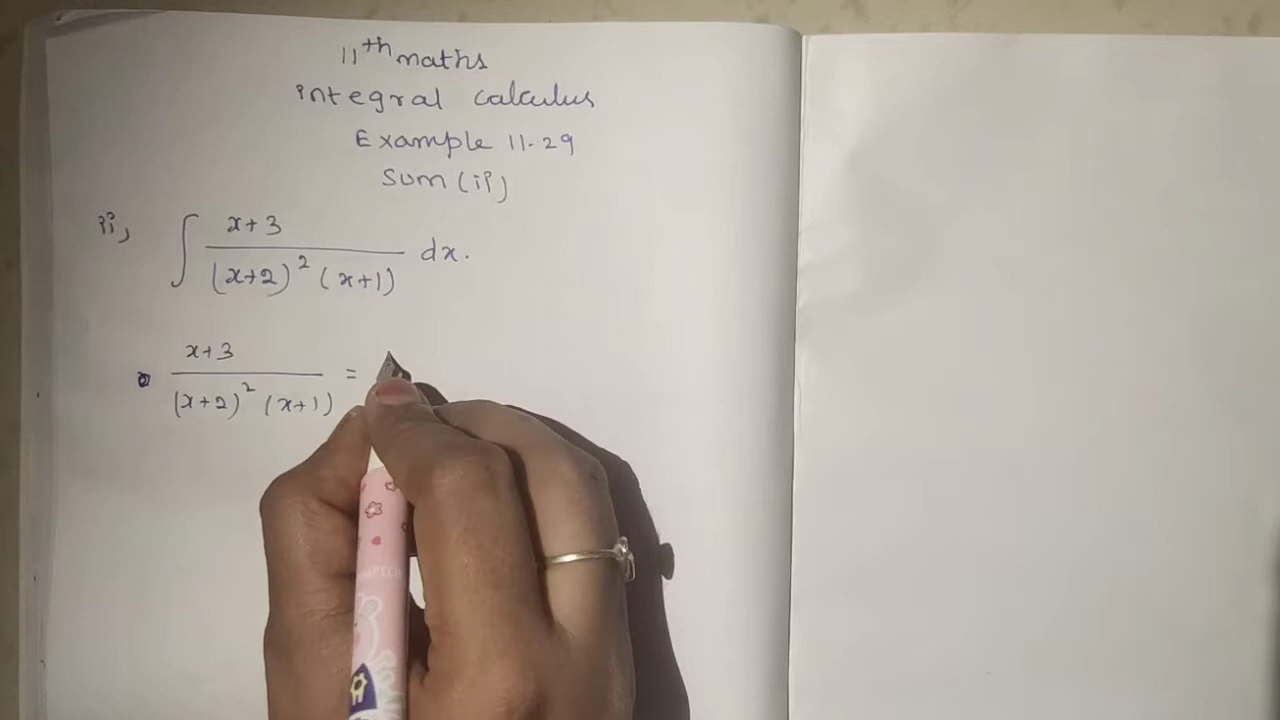 11th maths
integral calculus
Example 11.29
Sum (ii)
ii, ∫ x+3 / (x+2)² (x+1) dx.
x+3 / (x+2)² (x+1) =